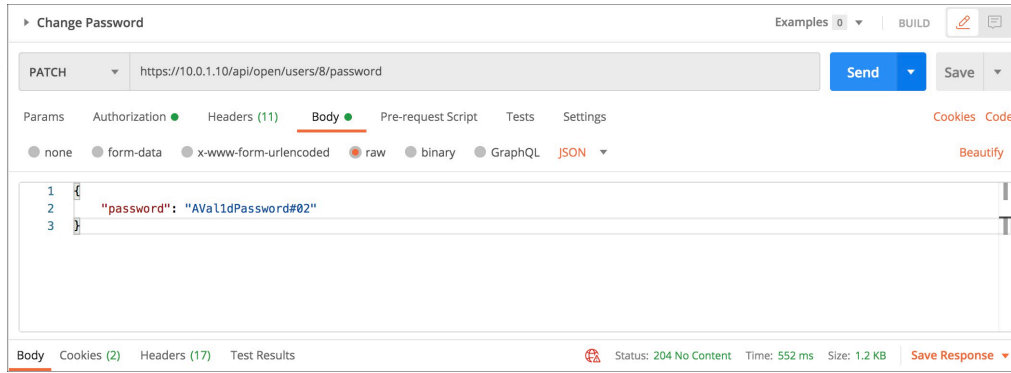 Change Password Examples 0 BUILD
PATCH https://10.0.1.10/api/open/users/8/password Send Save
Params Authorization Headers (11) Body Pre-request Script Tests Settings Cookies Code
none form-data x-www-form-urlencoded raw binary GraphQL JSON Beautify
1 {
2 "password": "AVal1dPassword#02"
3 }
Body Cookies (2) Headers (17) Test Results Status: 204 No Content Time: 552 ms Size: 1.2 KB Save Response